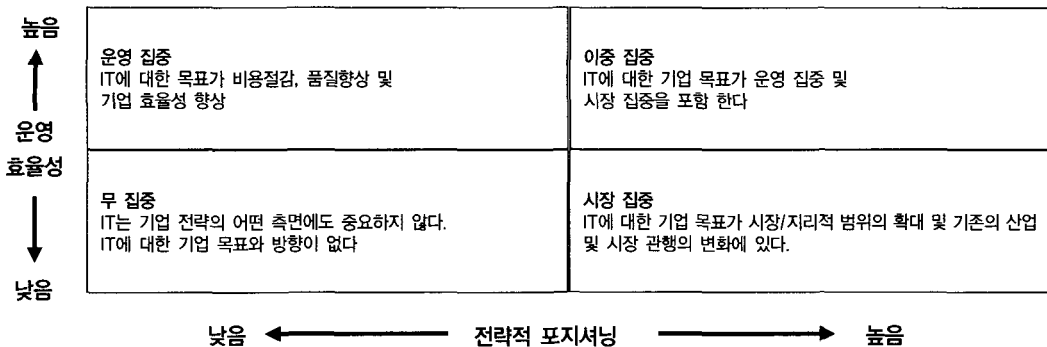 높음
운영
효율성
낮음
운영 집중
IT에 대한 목표가 비용절감, 품질향상 및
기업 효율성 향상
이중 집중
IT에 대한 기업 목표가 운영 집중 및
시장 집중을 포함 한다
무 집중
IT는 기업 전략의 어떤 측면에도 중요하지 않다.
IT에 대한 기업 목표와 방향이 없다
시장 집중
IT에 대한 기업 목표가 시장/지리적 범위의 확대 및 기존의 산업
및 시장 관행의 변화에 있다.
낮음 전략적 포지셔닝 높음